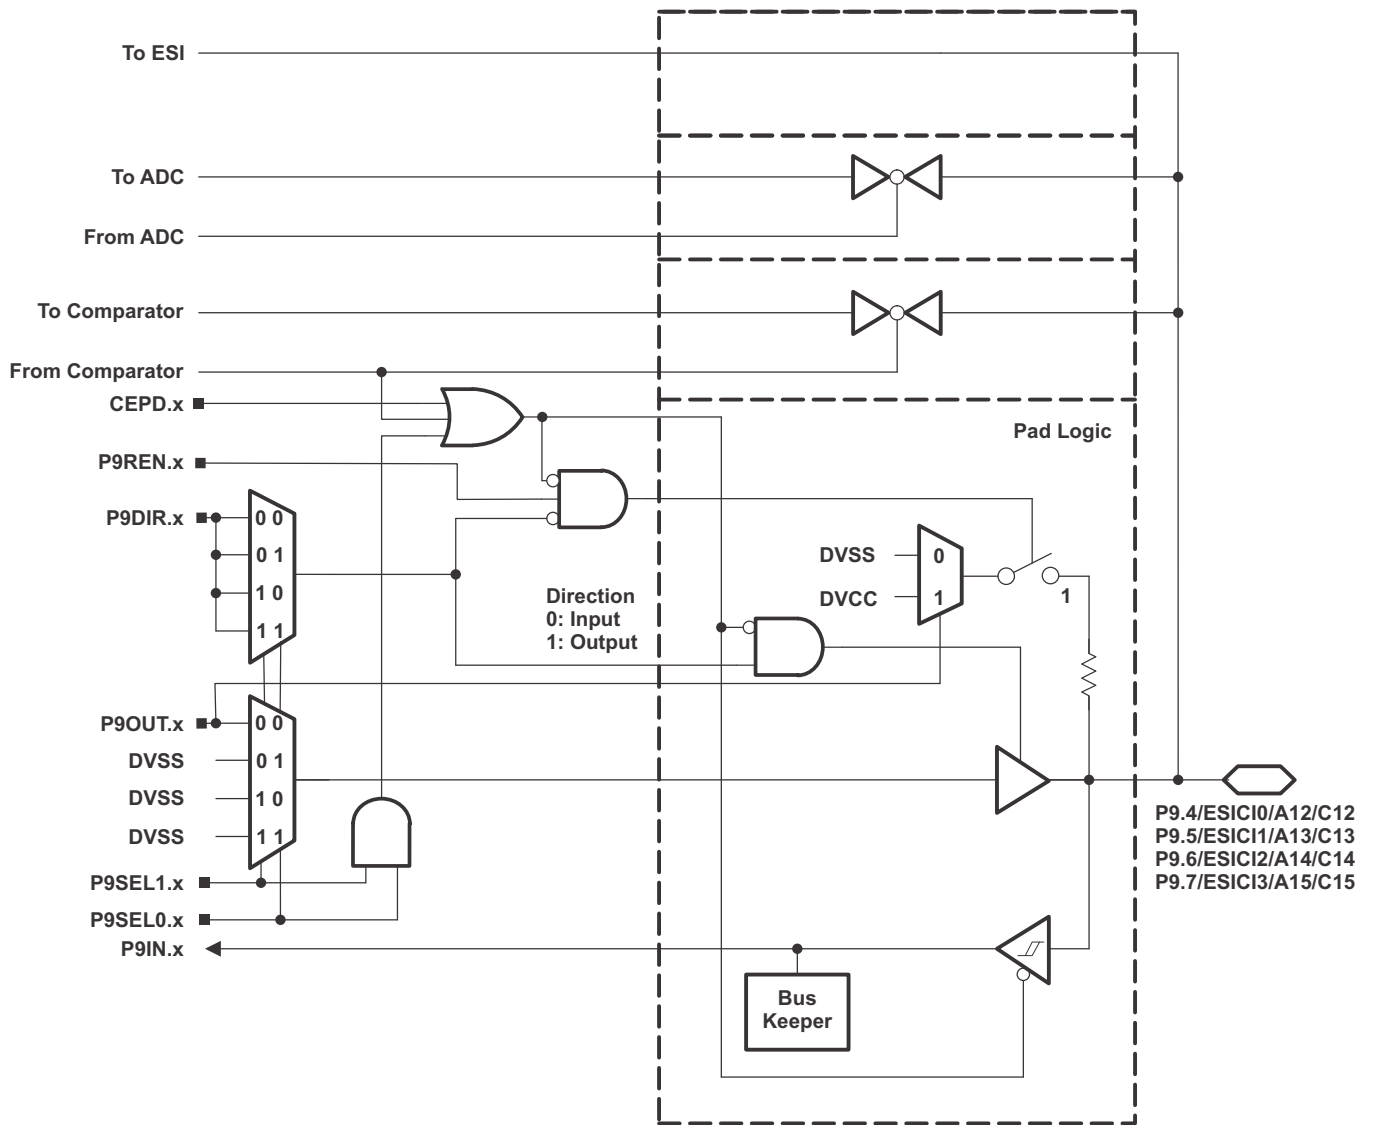 To ESI
To ADC
From ADC
To Comparator
From Comparator
CEPD.x
Pad Logic
P9REN.x
P9DIR.x
0 0
0 1
1 0
1 1
DVSS
0
DVCC
1
1
Direction
0: Input
1: Output
P9OUT.x
0 0
DVSS
0 1
DVSS
1 0
DVSS
1 1
P9.4/ESICI0/A12/C12
P9.5/ESICI1/A13/C13
P9.6/ESICI2/A14/C14
P9.7/ESICI3/A15/C15
P9SEL1.x
P9SEL0.x
P9IN.x
Bus
Keeper